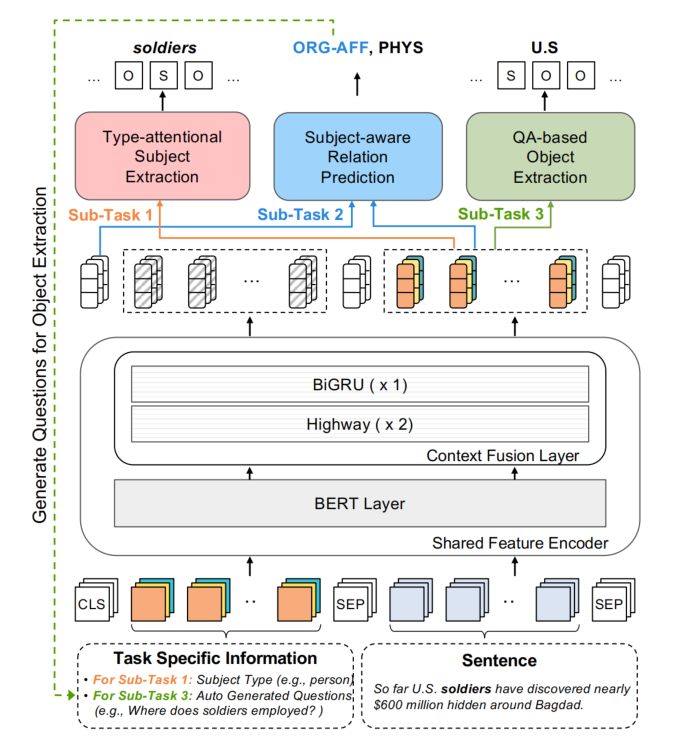 soldiers
ORG-AFF, PHYS
U.S
... O S O ...
... S O O ...
Type-attentional
Subject
Extraction
Subject-aware
Relation
Prediction
QA-based
Object
Extraction
Sub-Task 1
Sub-Task 2
Sub-Task 3
...
...
Generate Questions for Object Extraction
BiGRU ( x 1)
Highway ( x 2)
Context Fusion Layer
BERT Layer
Shared Feature Encoder
CLS
..
SEP
..
SEP
Task Specific Information
• For Sub-Task 1: Subject Type (e.g., person)
• For Sub-Task 3: Auto Generated Questions
(e.g., Where does soldiers employed? )
Sentence
So far U.S. soldiers have discovered nearly
$600 million hidden around Bagdad.